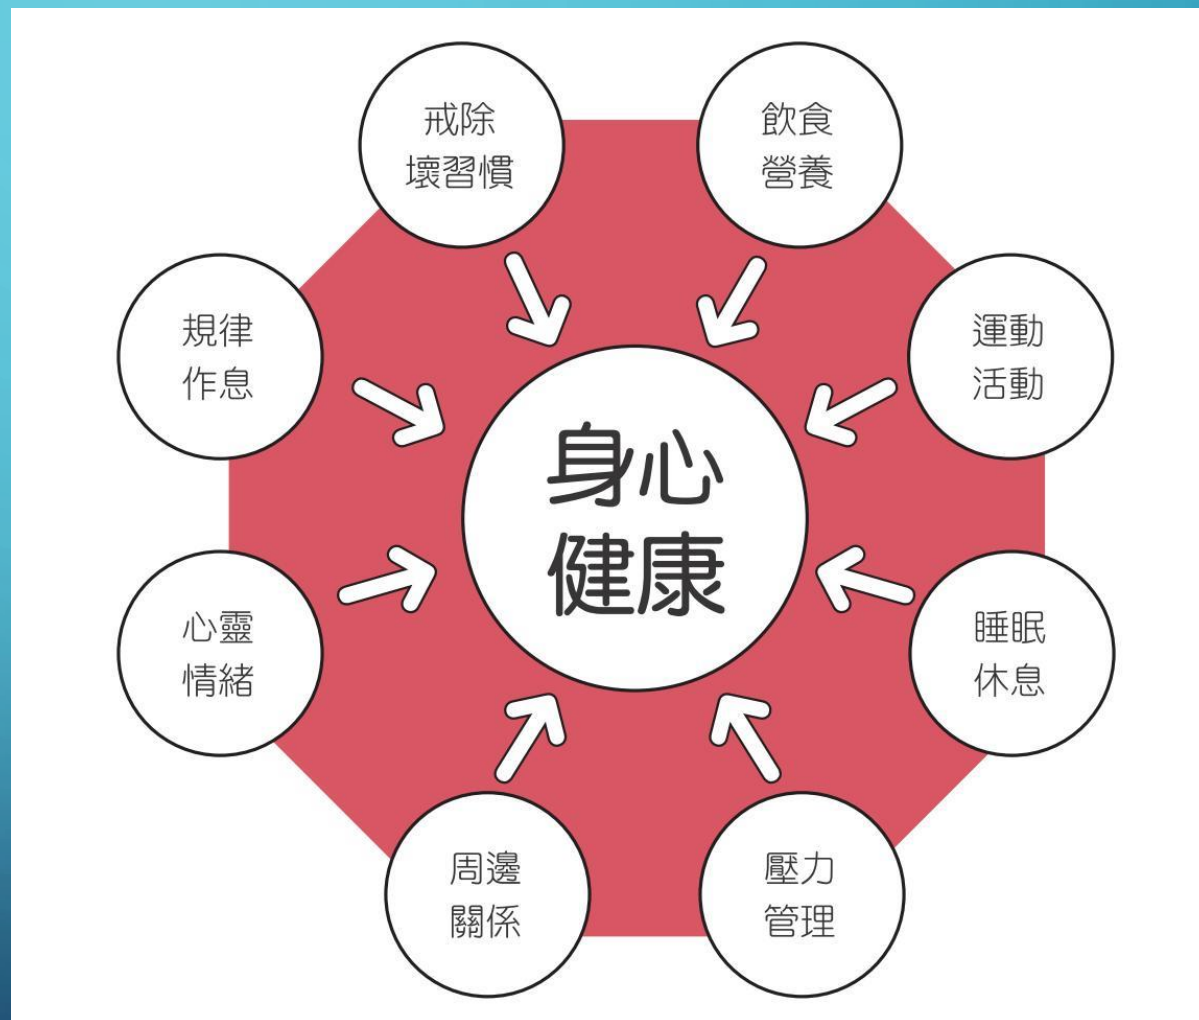 戒除
壞習慣
飲食
營養
規律
作息
運動
活動
身心
健康
心靈
情緒
睡眠
休息
周邊
關係
壓力
管理